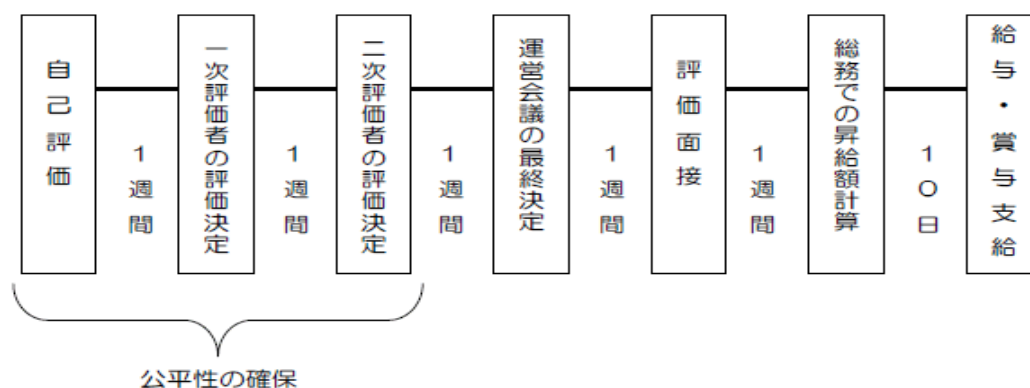 自己評価
1週間
一次評価者の評価決定
1週間
二次評価者の評価決定
1週間
運営会議の最終決定
1週間
評価面接
1週間
総務での昇給額計算
10日
給与・賞与支給
公平性の確保